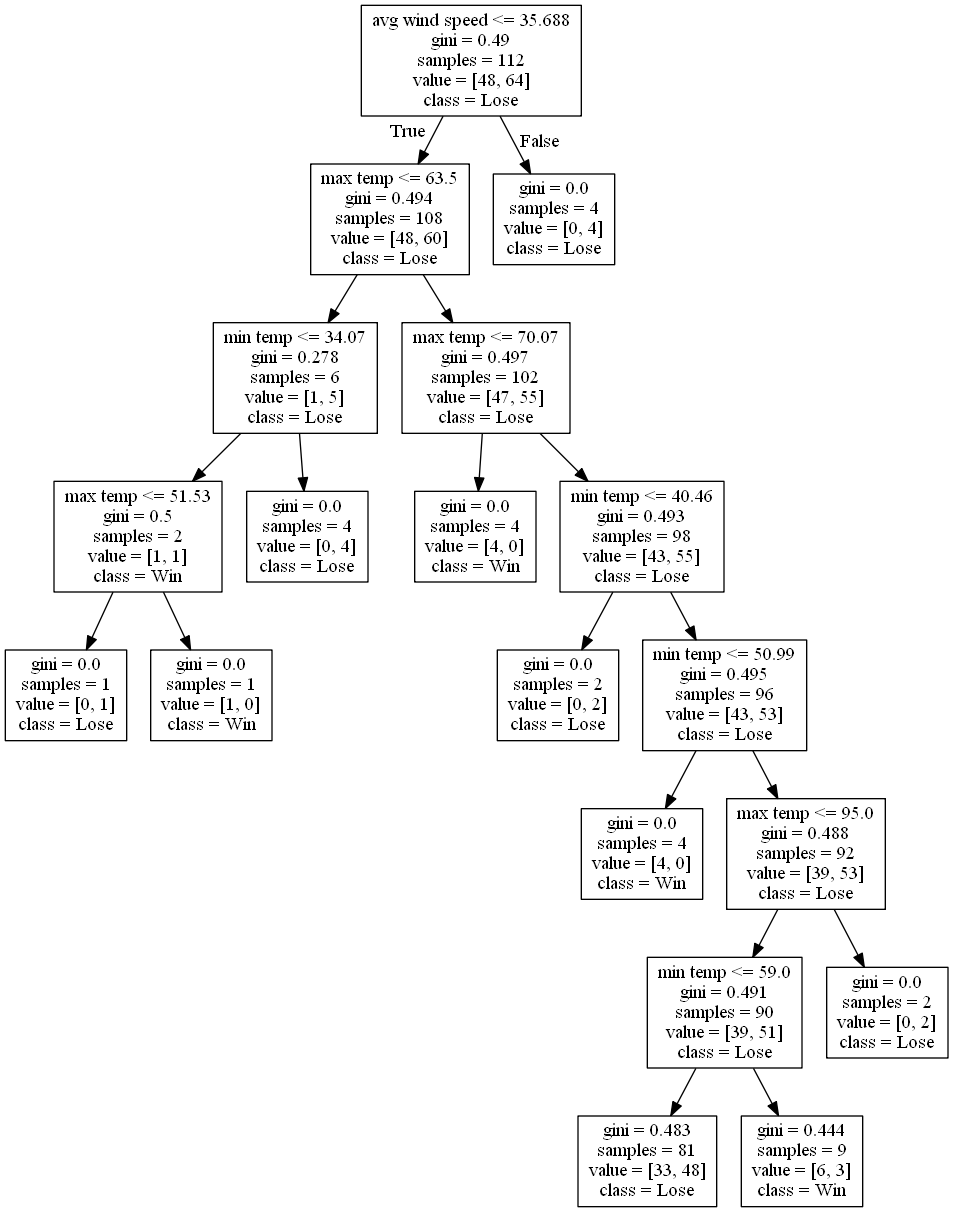 avg wind speed <= 35.688
gini = 0.49
samples = 112
value = [48, 64]
class = Lose
True
False
max temp <= 63.5
gini = 0.494
samples = 108
value = [48, 60]
class = Lose
gini = 0.0
samples = 4
value = [0, 4]
class = Lose
min temp <= 34.07
gini = 0.278
samples = 6
value = [1, 5]
class = Lose
max temp <= 70.07
gini = 0.497
samples = 102
value = [47, 55]
class = Lose
max temp <= 51.53
gini = 0.5
samples = 2
value = [1, 1]
class = Win
gini = 0.0
samples = 4
value = [0, 4]
class = Lose
gini = 0.0
samples = 4
value = [4, 0]
class = Win
min temp <= 40.46
gini = 0.493
samples = 98
value = [43, 55]
class = Lose
gini = 0.0
samples = 1
value = [0, 1]
class = Lose
gini = 0.0
samples = 1
value = [1, 0]
class = Win
gini = 0.0
samples = 2
value = [0, 2]
class = Lose
min temp <= 50.99
gini = 0.495
samples = 96
value = [43, 53]
class = Lose
gini = 0.0
samples = 4
value = [4, 0]
class = Win
max temp <= 95.0
gini = 0.488
samples = 92
value = [39, 53]
class = Lose
min temp <= 59.0
gini = 0.491
samples = 90
value = [39, 51]
class = Lose
gini = 0.0
samples = 2
value = [0, 2]
class = Lose
gini = 0.483
samples = 81
value = [33, 48]
class = Lose
gini = 0.444
samples = 9
value = [6, 3]
class = Win